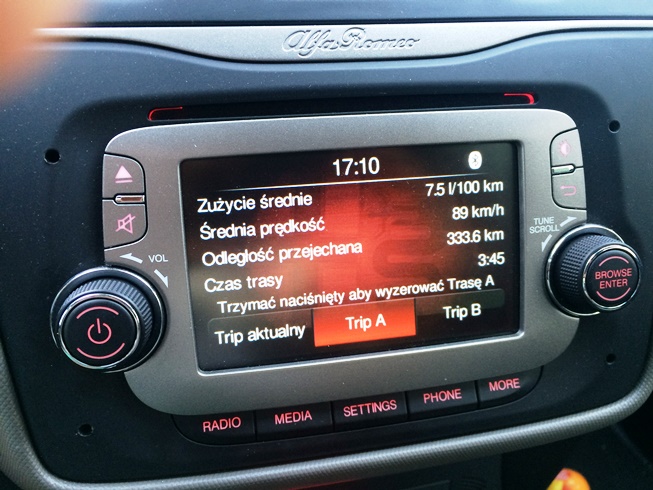 Alfa Romeo
17:10
Zużycie średnie 7.5 l/100 km
Średnia prędkość 89 km/h
Odległość przejechana 333.6 km
Czas trasy 3:45
Trzymać naciśnięty aby wyzerować Trasę A
Trip aktualny Trip A Trip B
VOL
TUNE
SCROLL
BROWSE
ENTER
RADIO MEDIA SETTINGS PHONE MORE